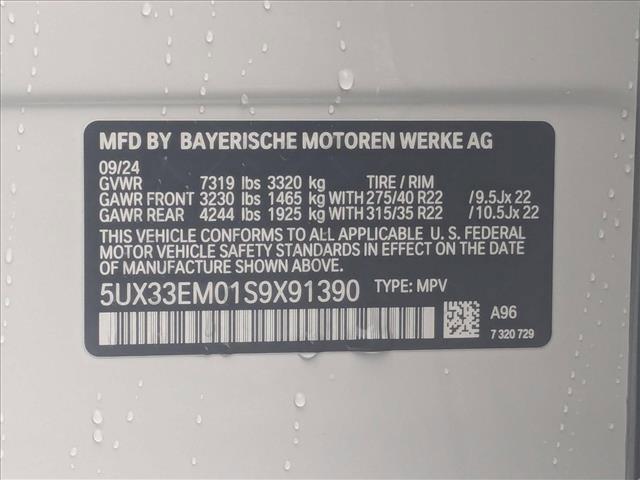 MFD BY BAYERISCHE MOTOREN WERKE AG
09/24
GVWR 7319 lbs 3320 kg TIRE / RIM
GAWR FRONT 3230 lbs 1465 kg WITH 275/40 R22 /9.5Jx 22
GAWR REAR 4244 lbs 1925 kg WITH 315/35 R22 /10.5Jx 22
THIS VEHICLE CONFORMS TO ALL APPLICABLE U. S. FEDERAL
MOTOR VEHICLE SAFETY STANDARDS IN EFFECT ON THE DATE
OF MANUFACTURE SHOWN ABOVE.
5UX33EM01S9X91390 TYPE: MPV
A96
7 320 729